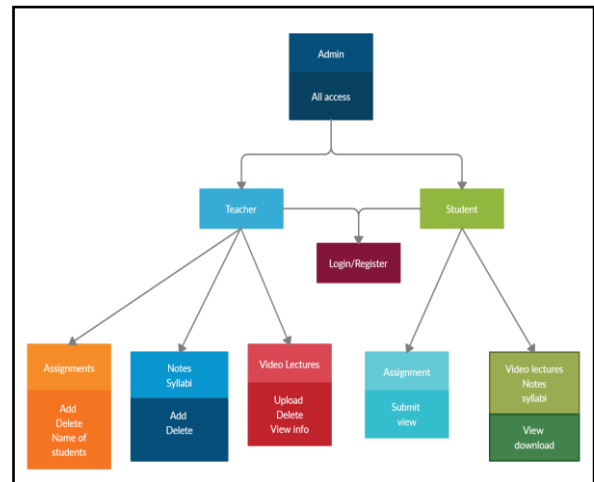 Admin
All access
Teacher
Student
Login/Register
Assignments
Add
Delete
Name of
students
Notes
Syllabi
Add
Delete
Video Lectures
Upload
Delete
View info
Assignment
Submit
view
Video lectures
Notes
syllabi
View
download